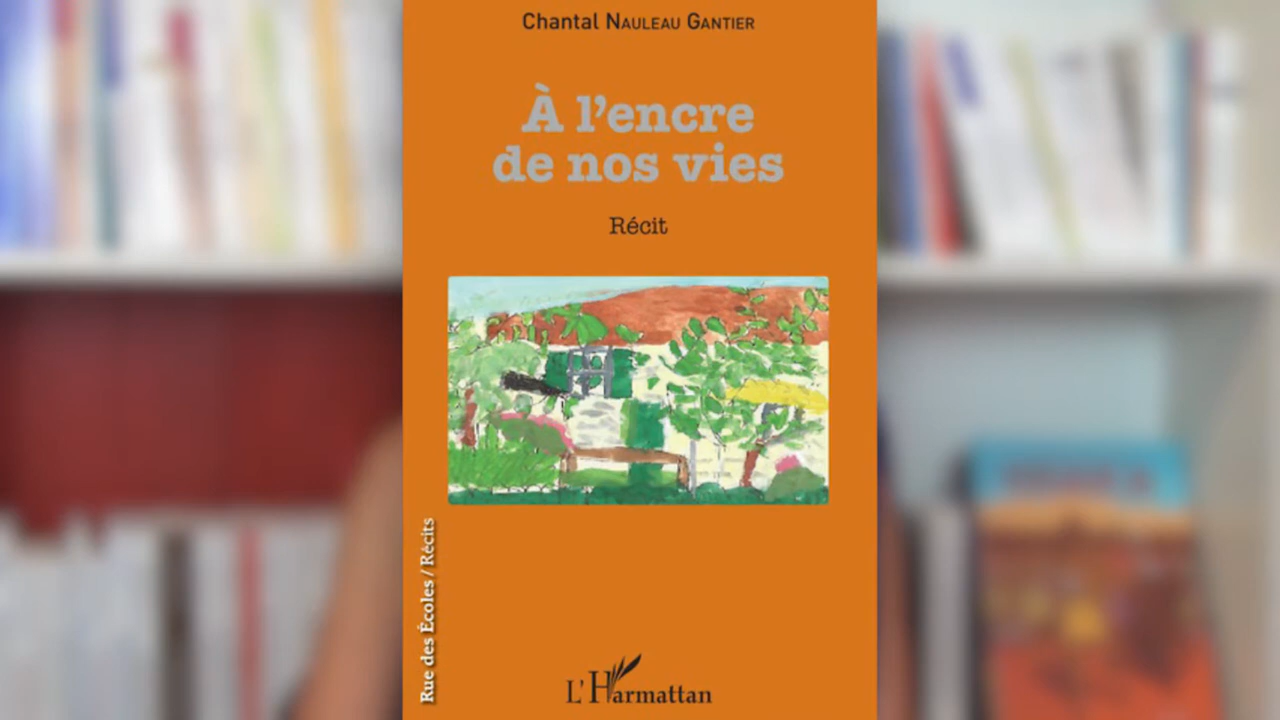 Chantal Nauleau Gantier
À l'encre
de nos vies
Récit
Rue des Écoles / Récits
L'Harmattan